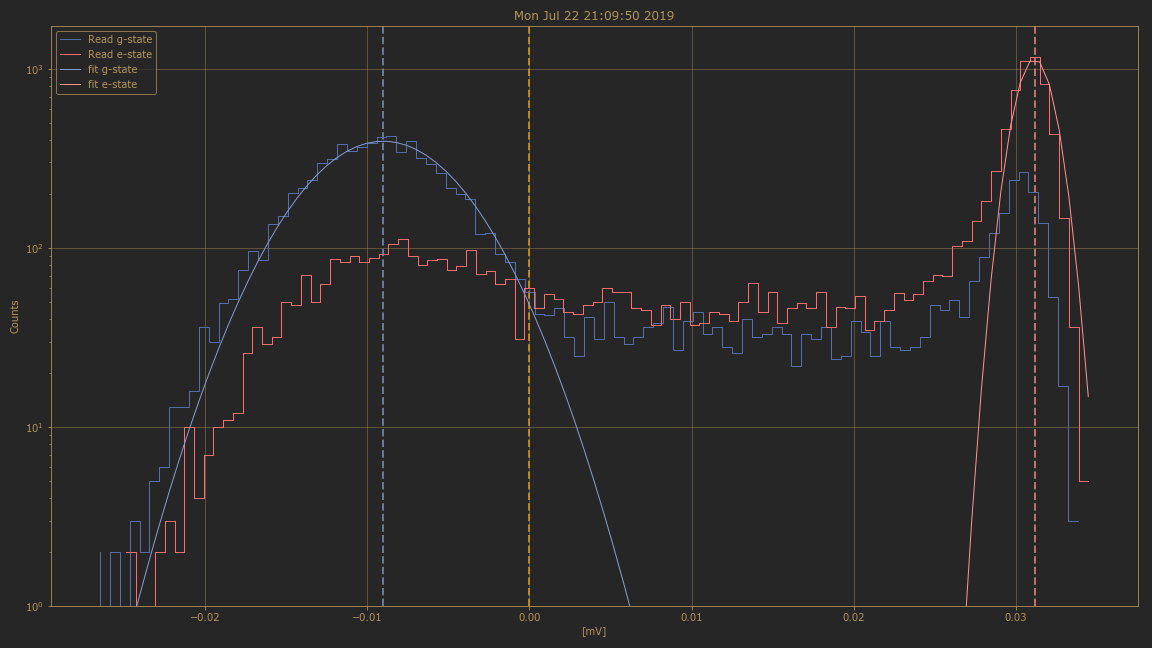 Mon Jul 22 21:09:50 2019
Read g-state
Read e-state
fit g-state
fit e-state
Counts
10³
10²
10¹
10⁰
−0.02
−0.01
0.00
0.01
0.02
0.03
[mV]